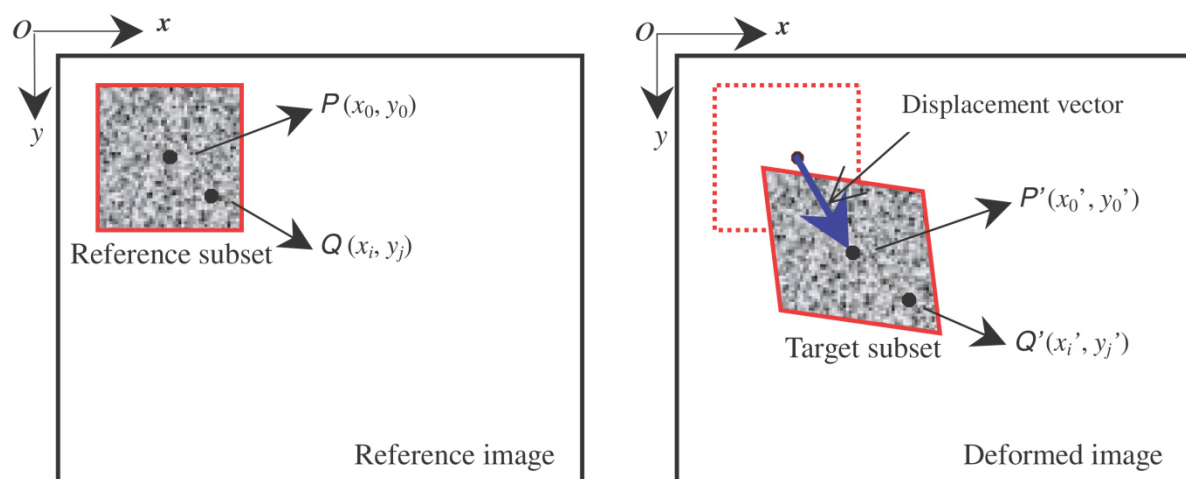 O x
y
P (x₀, y₀)
Q (xᵢ, yⱼ)
Reference subset
Reference image
O x
y
Displacement vector
P’(x₀’, y₀’)
Q’(xᵢ’, yⱼ’)
Target subset
Deformed image